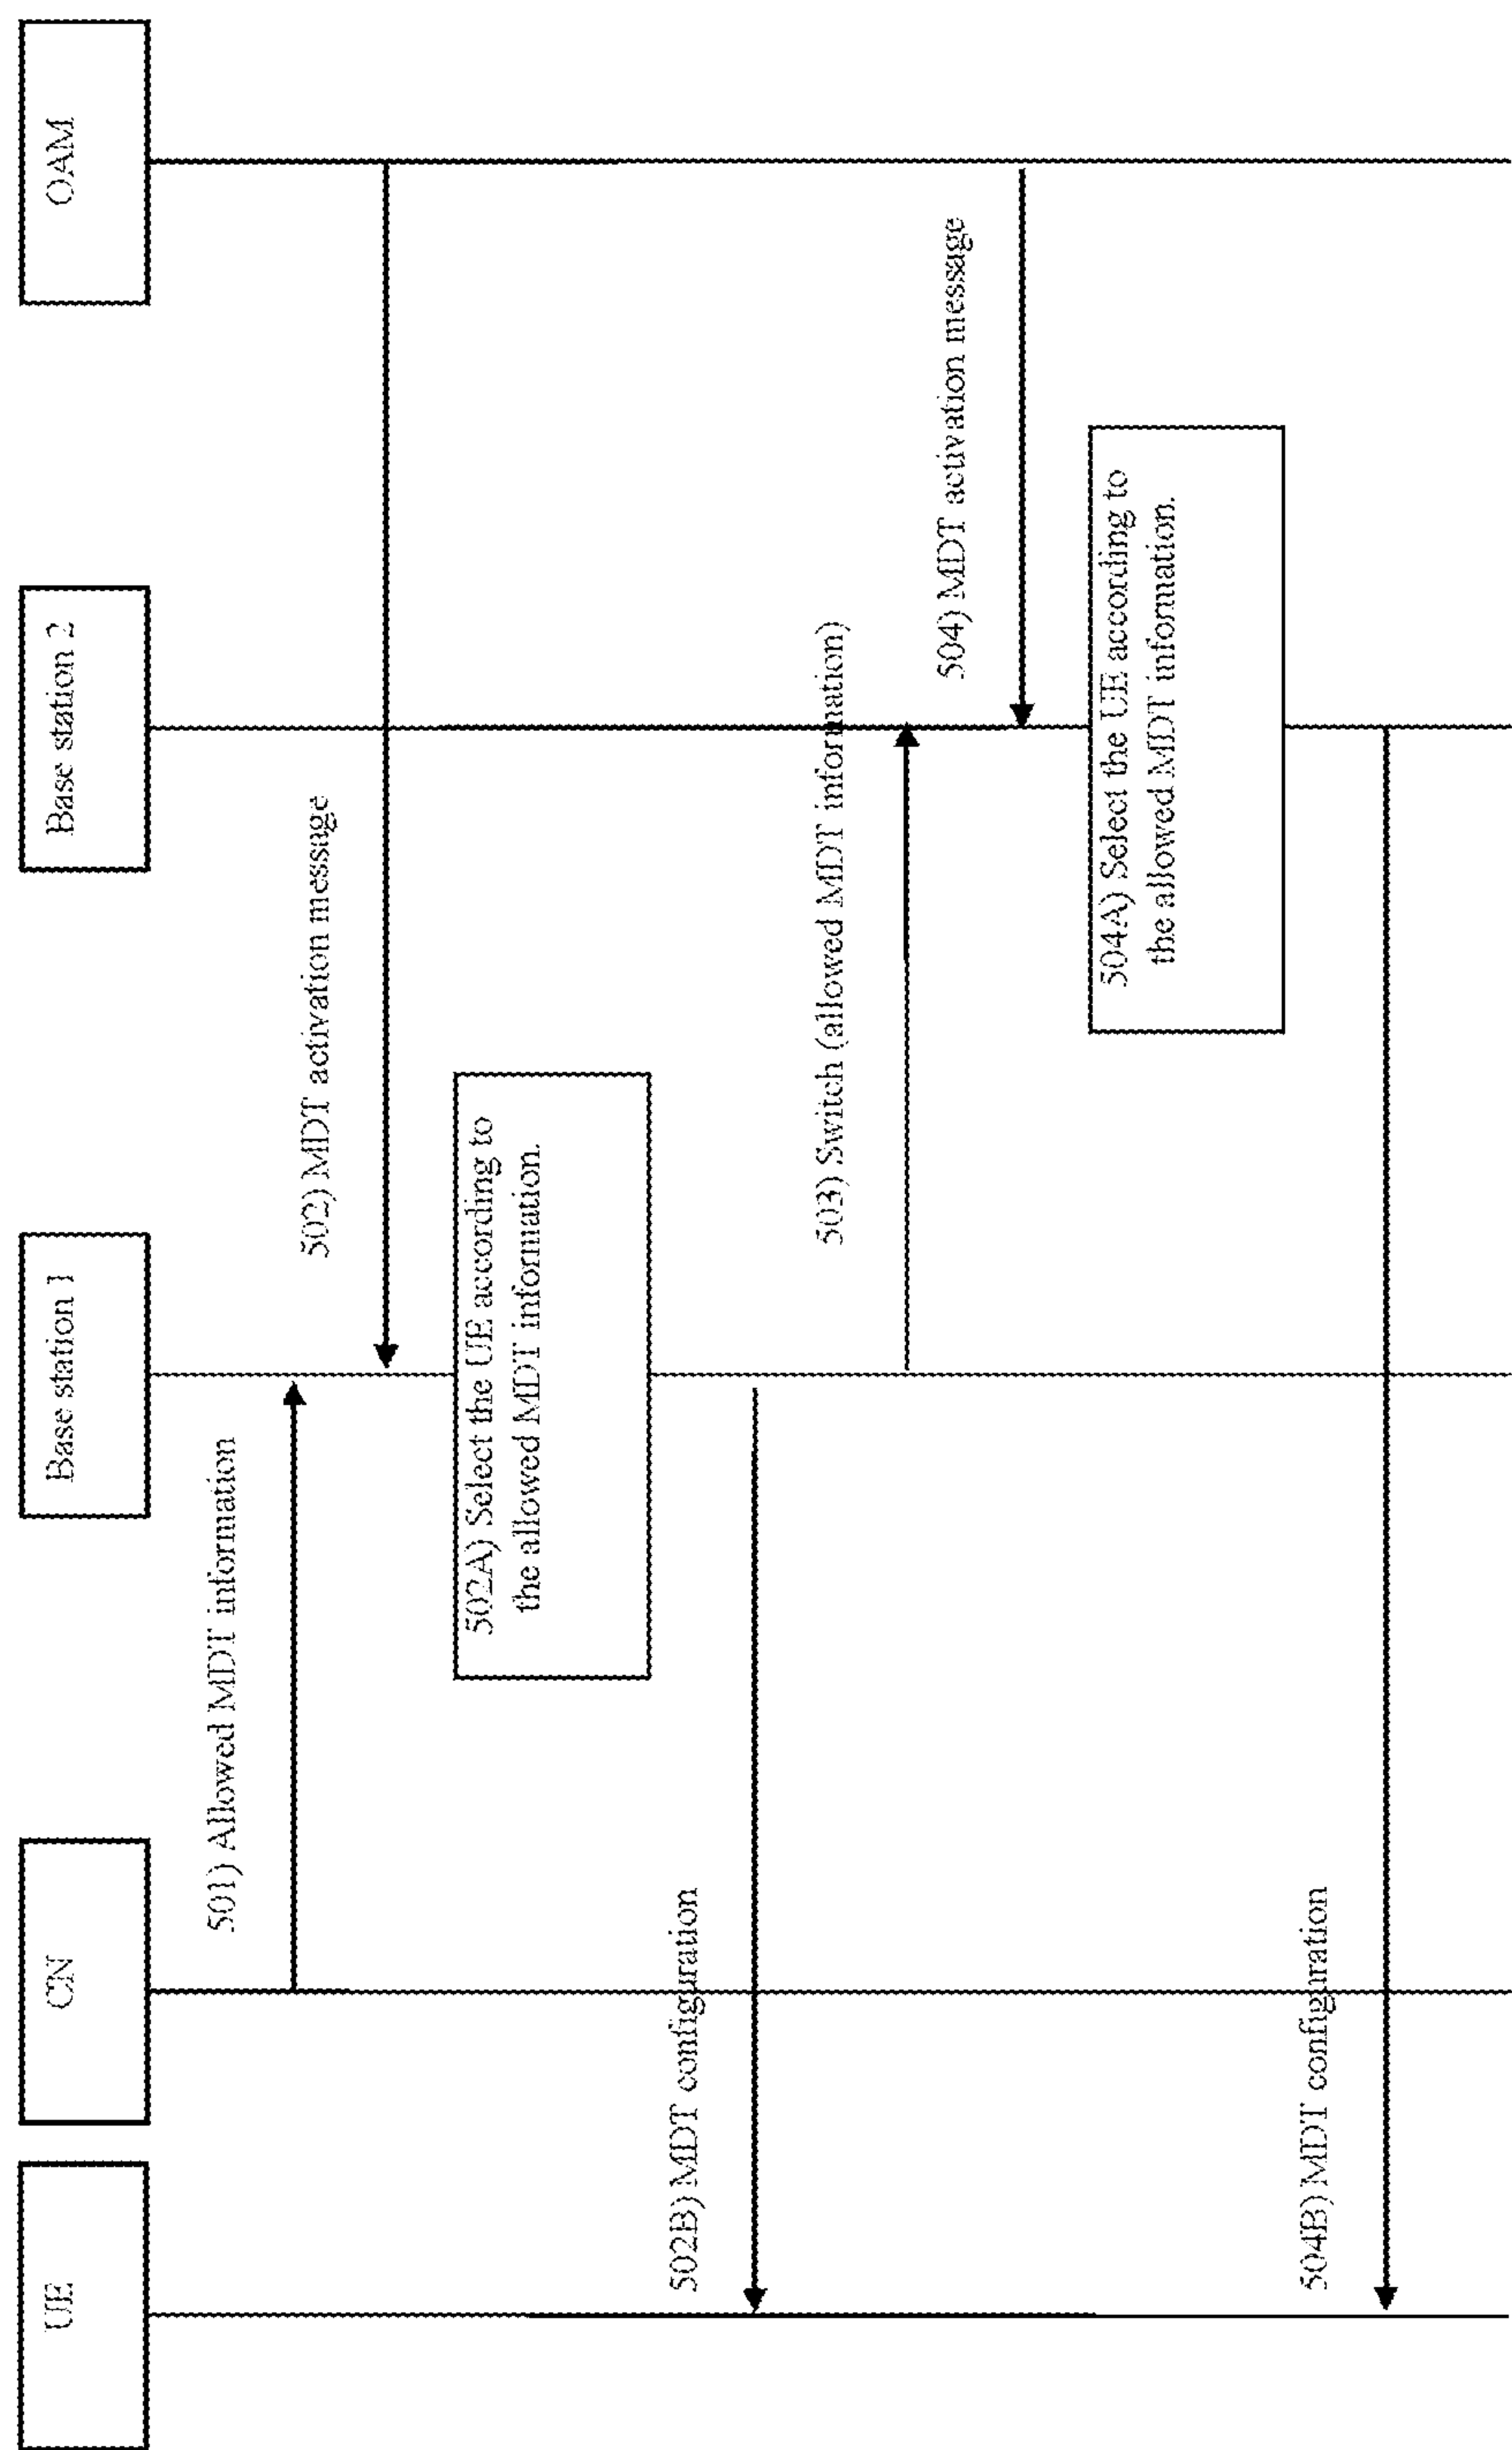 UE
CN
Base station 1
Base station 2
OAM
501) Allowed MDT information
502) MDT activation message
502A) Select the UE according to
the allowed MDT information.
502B) MDT configuration
503) Switch (allowed MDT information)
504) MDT activation message
504A) Select the UE according to
the allowed MDT information.
504B) MDT configuration